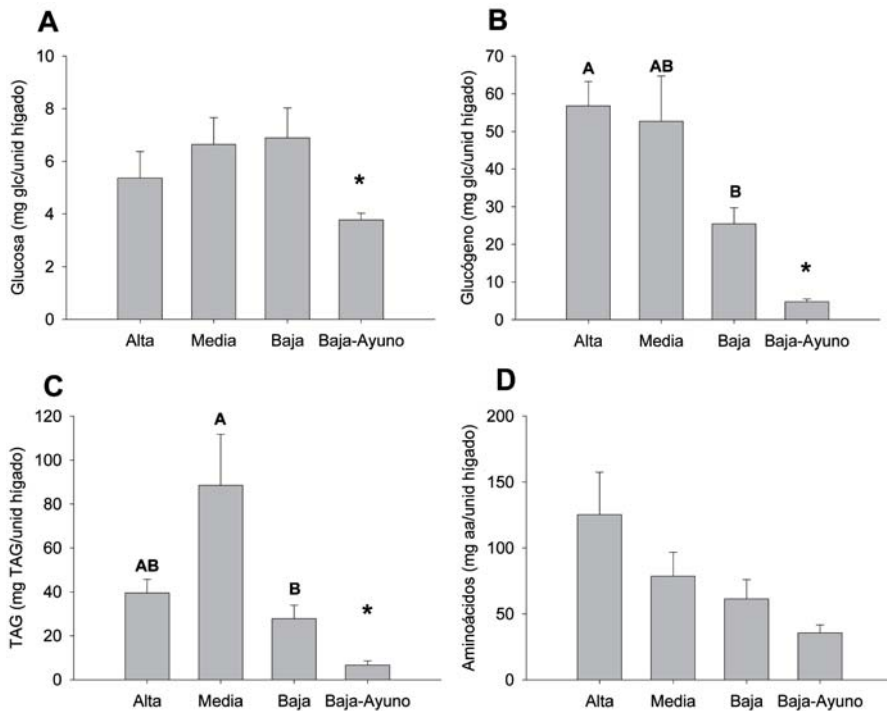 A
Glucosa (mg glc/unid hígado)
10
8
6
4
2
0
*
Alta Media Baja Baja-Ayuno
B
Glucógeno (mg glc/unid hígado)
70
60
50
40
30
20
10
0
A AB B *
Alta Media Baja Baja-Ayuno
C
TAG (mg TAG/unid hígado)
120
100
80
60
40
20
0
AB A B *
Alta Media Baja Baja-Ayuno
D
Aminoácidos (mg aa/unid hígado)
200
150
100
50
0
Alta Media Baja Baja-Ayuno